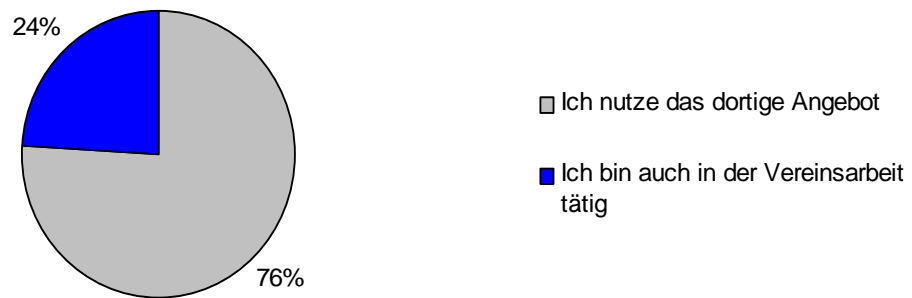 24%
Ich nutze das dortige Angebot
Ich bin auch in der Vereinsarbeit
tätig
76%